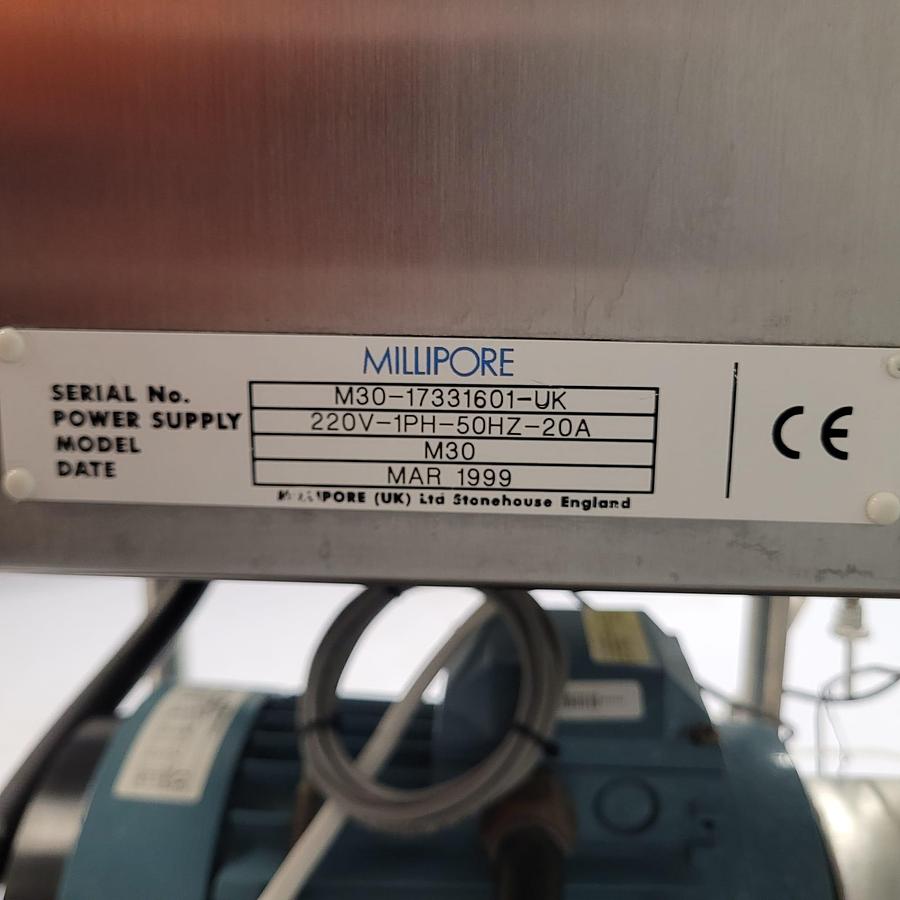 MILLIPORE
SERIAL No. M30-17331601-UK
POWER SUPPLY 220V-1PH-50HZ-20A
MODEL M30
DATE MAR 1999
MILLIPORE (UK) Ltd Stonehouse England
CE